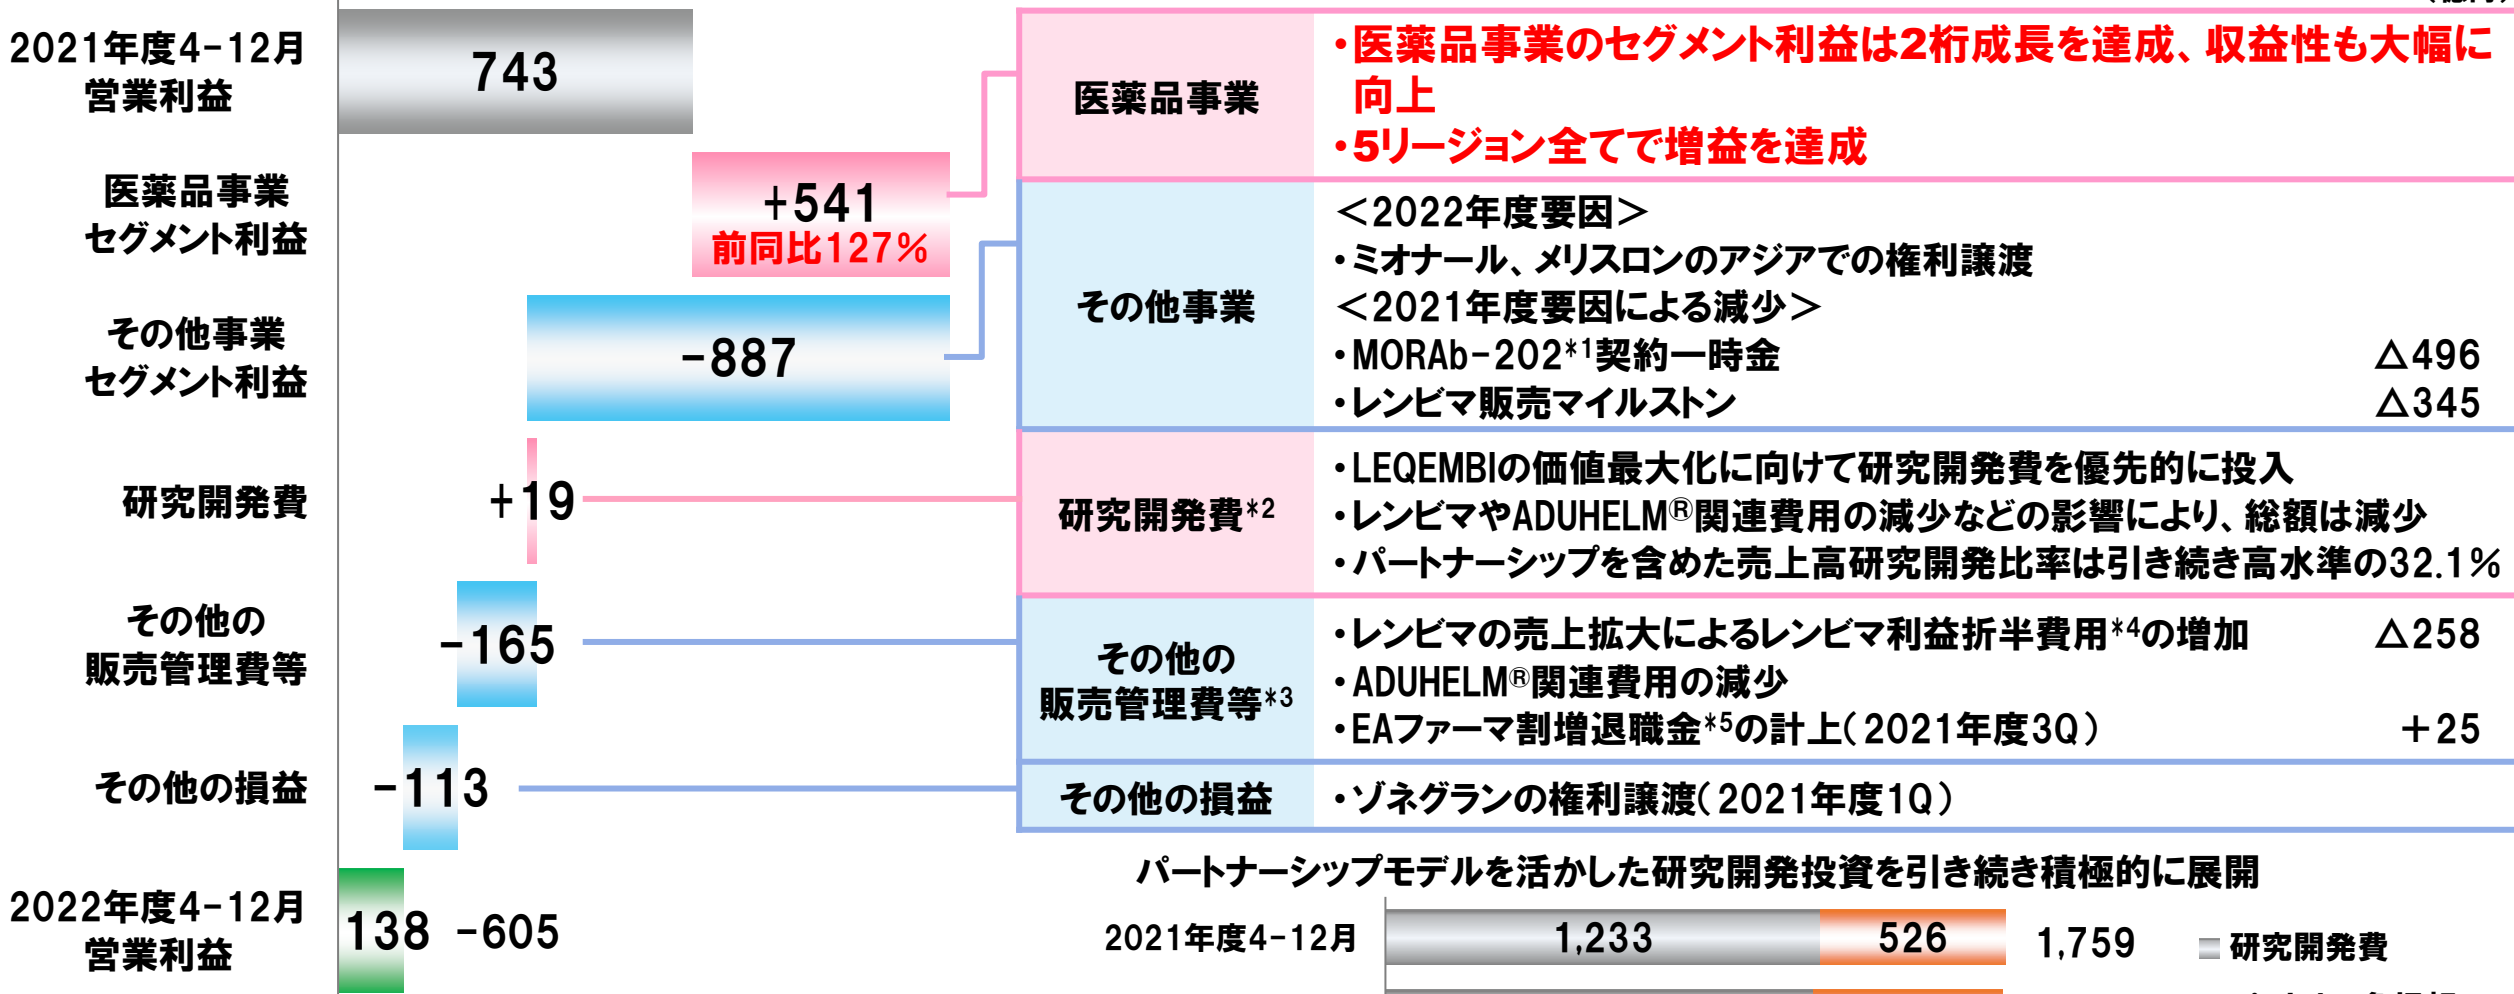 2021年度4-12月
営業利益
743
医薬品事業
セグメント利益
+541
前同比127%
その他事業
セグメント利益
-887
研究開発費
+19
その他の
販売管理費等
-165
その他の損益
-113
2022年度4-12月
営業利益
138 -605
医薬品事業
・医薬品事業のセグメント利益は2桁成長を達成、収益性も大幅に
向上
・5リージョン全てで増益を達成
その他事業
＜2022年度要因＞
・ミオナール、メリスロンのアジアでの権利譲渡
＜2021年度要因による減少＞
・MORAb-202*1契約一時金 △496
・レンビマ販売マイルストン △345
研究開発費*2
・LEQEMBIの価値最大化に向けて研究開発費を優先的に投入
・レンビマやADUHELM®関連費用の減少などの影響により、総額は減少
・パートナーシップを含めた売上高研究開発比率は引き続き高水準の32.1%
その他の
販売管理費等*3
・レンビマの売上拡大によるレンビマ利益折半費用*4の増加 △258
・ADUHELM®関連費用の減少
・EAファーマ割増退職金*5の計上（2021年度3Q） +25
その他の損益
・ゾネグランの権利譲渡（2021年度1Q）
パートナーシップモデルを活かした研究開発投資を引き続き積極的に展開
2021年度4-12月
1,233 526 1,759
研究開発費